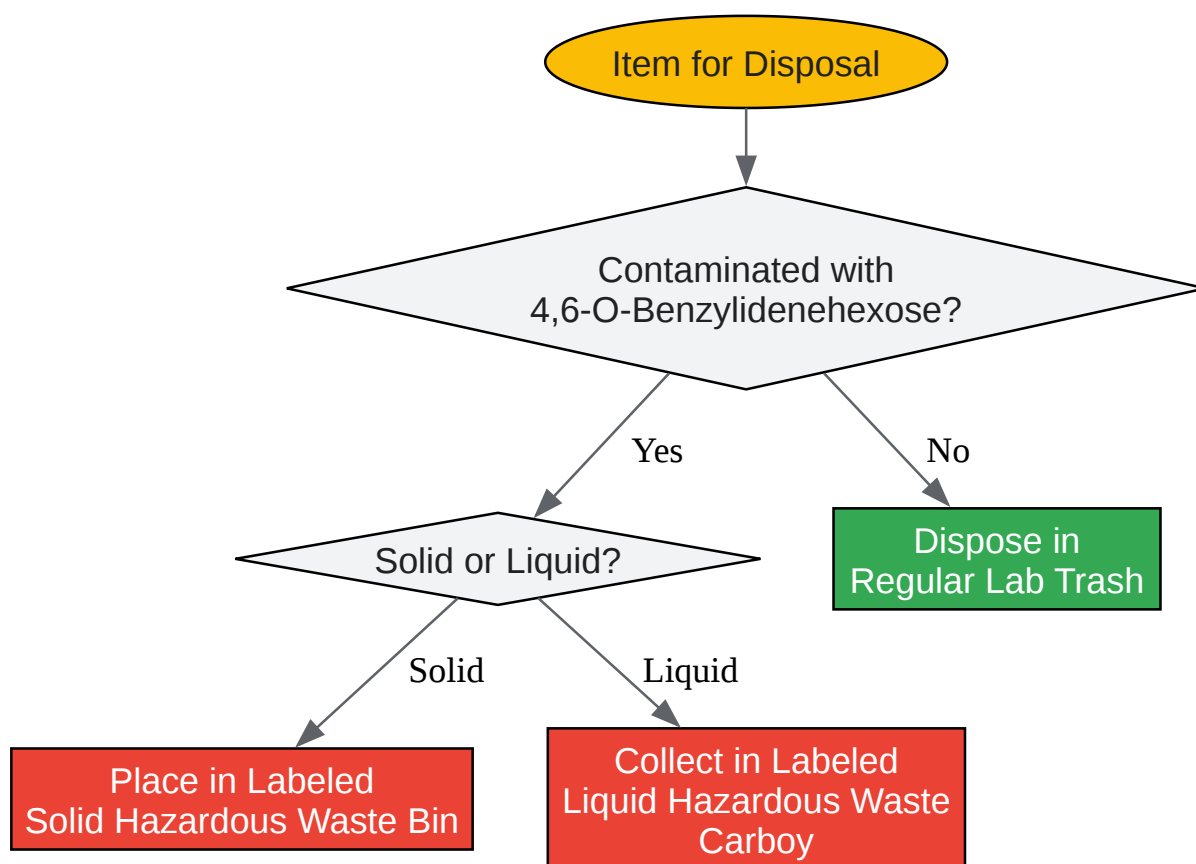 Item for Disposal
Contaminated with
4,6-O-Benzylidenehexose?
Yes
No
Solid or Liquid?
Dispose in
Regular Lab Trash
Solid
Liquid
Place in Labeled
Solid Hazardous Waste Bin
Collect in Labeled
Liquid Hazardous Waste
Carboy